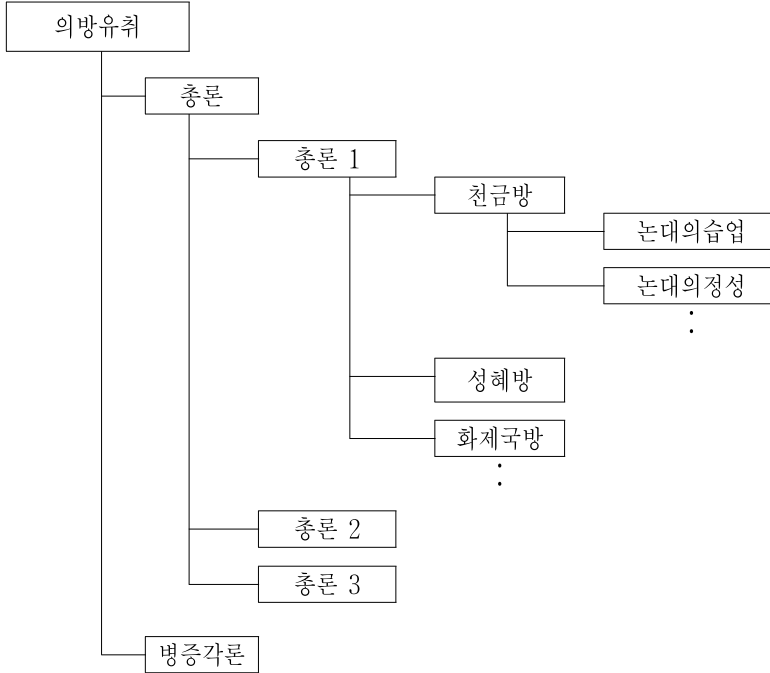 의방유취
총론
총론 1
천금방
논대의습업
논대의정성
성혜방
화제국방
총론 2
총론 3
병증각론